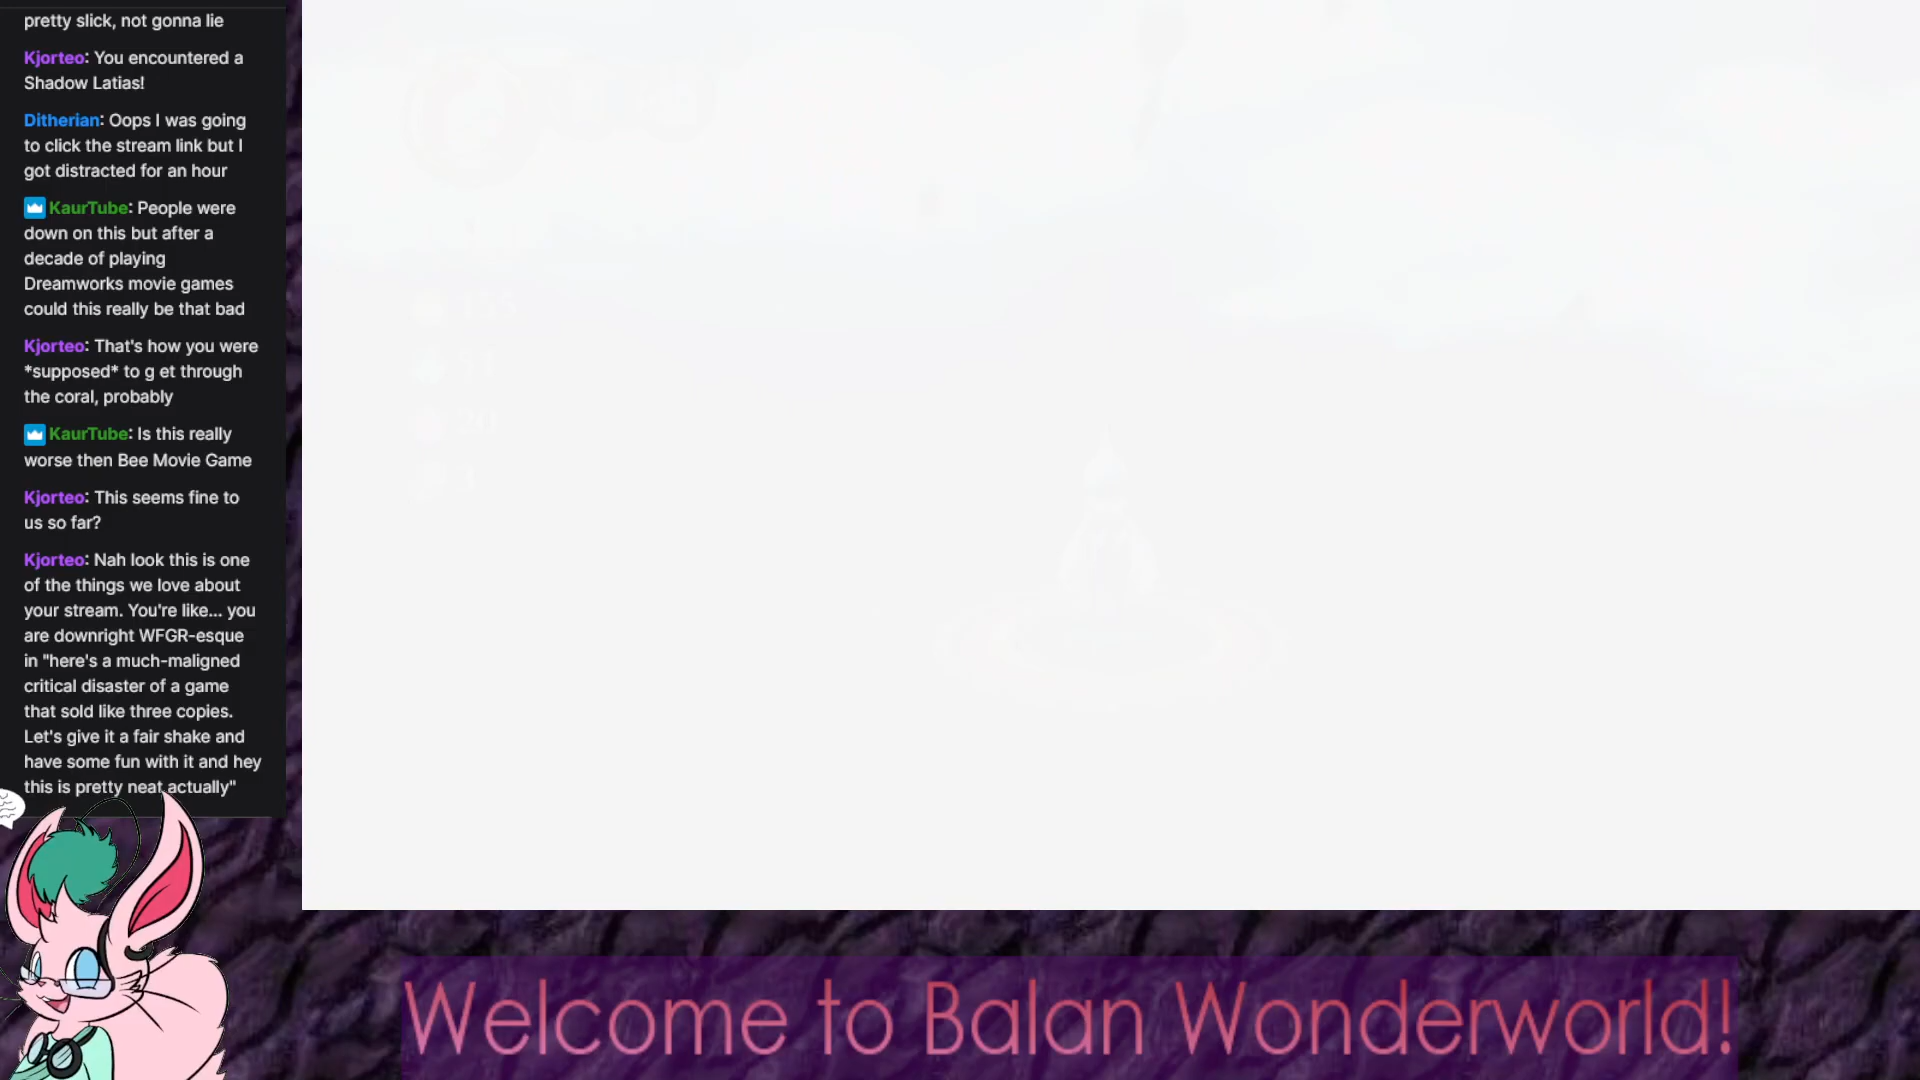 pretty slick, not gonna lie
Kjorteo: You encountered a
Shadow Latias!
Ditherian: Oops I was going
to click the stream link but I
got distracted for an hour
KaurTube: People were
down on this but after a
decade of playing
Dreamworks movie games
could this really be that bad
Kjorteo: That's how you were
*supposed* to g et through
the coral, probably
KaurTube: Is this really
worse then Bee Movie Game
Kjorteo: This seems fine to
us so far?
Kjorteo: Nah look this is one
of the things we love about
your stream. You're like... you
are downright WFGR-esque
in "here's a much-maligned
critical disaster of a game
that sold like three copies.
Let's give it a fair shake and
have some fun with it and hey
this is pretty neat actually"
Welcome to Balan Wonderworld!